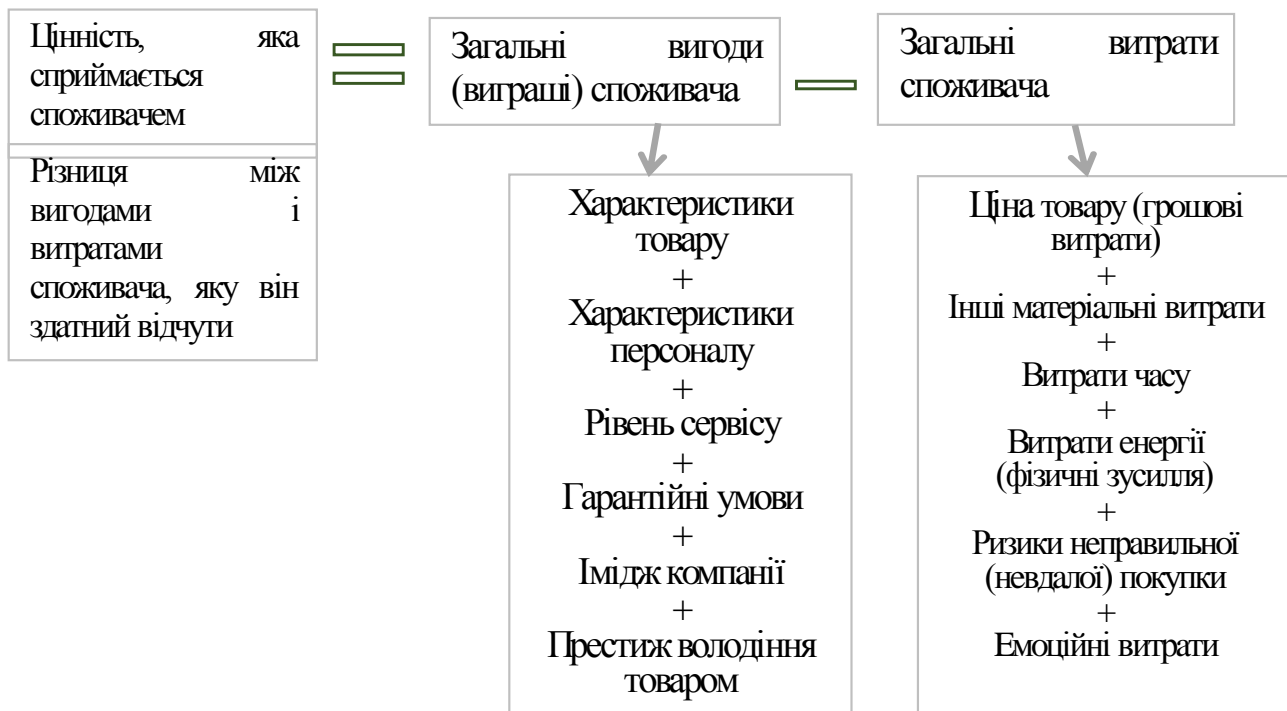 Цінність, яка
сприймається
споживачем
Різниця між
вигодами і
витратами
споживача, яку він
здатний відчути
Загальні вигоди
(виграші) споживача
Загальні витрати
споживача
Характеристики
товару
+
Характеристики
персоналу
+
Рівень сервісу
+
Гарантійні умови
+
Імідж компанії
+
Престиж володіння
товаром
Ціна товару (грошові
витрати)
+
Інші матеріальні витрати
+
Витрати часу
+
Витрати енергії
(фізичні зусилля)
+
Ризики неправильної
(невдалої) покупки
+
Емоційні витрати